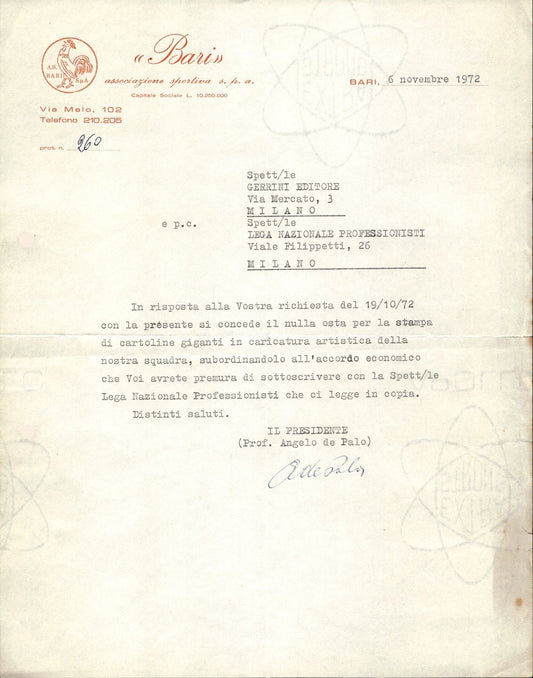 A.S.
BARI
S.p.A.
«Bari»
associazione sportiva s. p. a.
Capitale Sociale L. 10.250.000
BARI, 6 novembre 1972
Via Melo, 102
Telefono 210.205
prot. n. 260
Spett/le
GERRINI EDITORE
Via Mercato, 3
MILANO
e p.c.
Spett/le
LEGA NAZIONALE PROFESSIONISTI
Viale Filippetti, 26
MILANO
In risposta alla Vostra richiesta del 19/10/72
con la presente si concede il nulla osta per la stampa
di cartoline giganti in caricatura artistica della
nostra squadra, subordinandolo all'accordo economico
che Voi avrete premura di sottoscrivere con la Spett/le
Lega Nazionale Professionisti che ci legge in copia.
Distinti saluti.
IL PRESIDENTE
(Prof. Angelo de Palo)
AdePalo